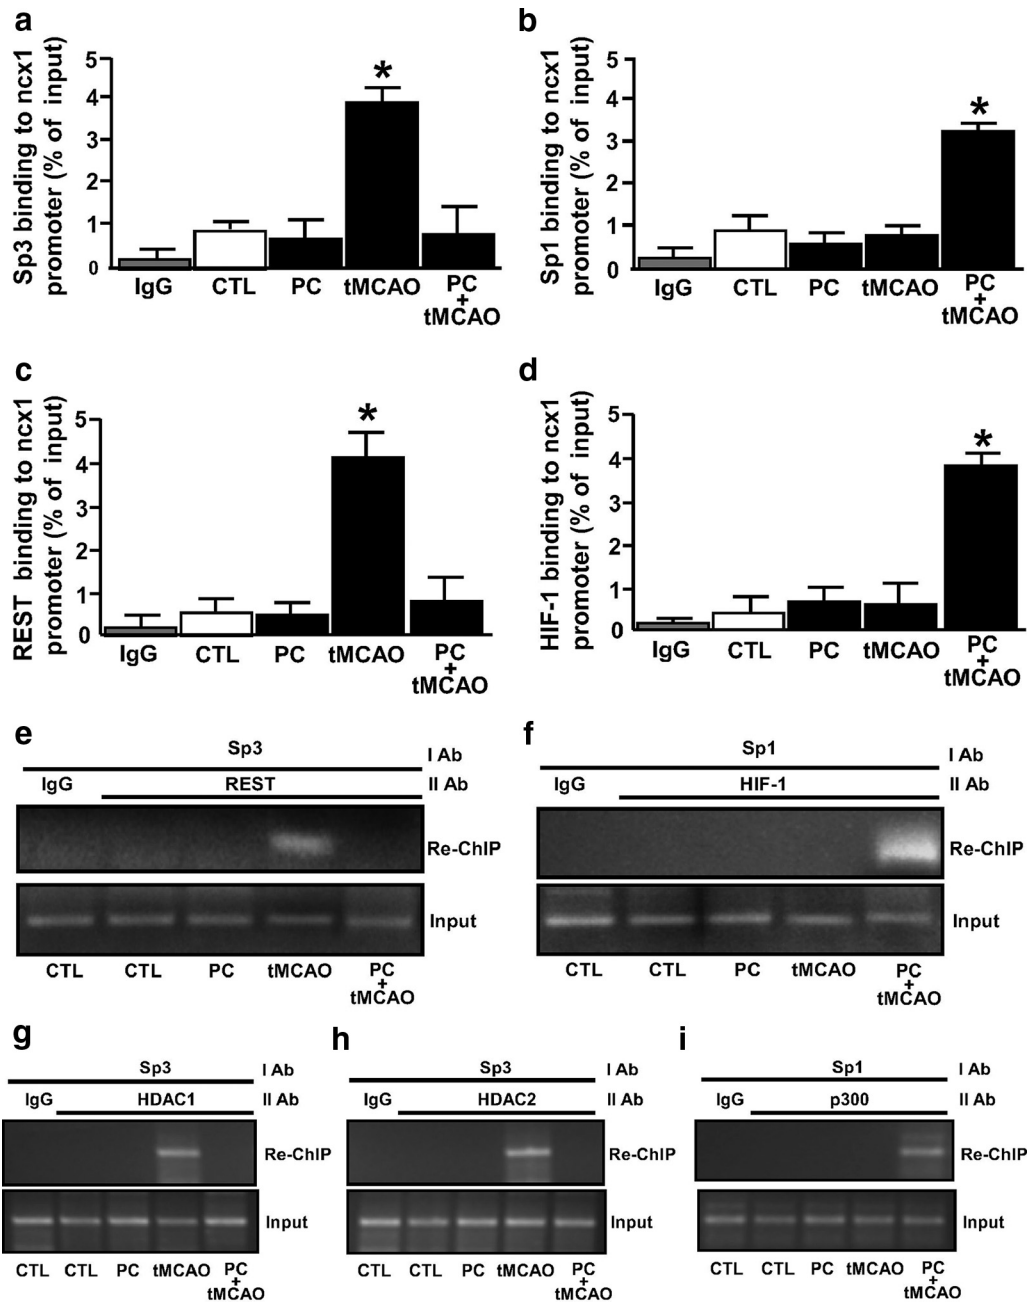 a
Sp3 binding to ncx1
promoter (% of input)
5
4
3
2
1
0
*
IgG CTL PC tMCAO PC
+
tMCAO
b
Sp1 binding to ncx1
promoter (% of input)
5
4
3
2
1
0
*
IgG CTL PC tMCAO PC
+
tMCAO
c
REST binding to ncx1
promoter (% of input)
5
4
3
2
1
0
*
IgG CTL PC tMCAO PC
+
tMCAO
d
HIF-1 binding to ncx1
promoter (% of input)
5
4
3
2
1
0
*
IgG CTL PC tMCAO PC
+
tMCAO
e
Sp3 I Ab
IgG REST II Ab
Re-ChIP
Input
CTL CTL PC tMCAO PC
+
tMCAO
f
Sp1 I Ab
IgG HIF-1 II Ab
Re-ChIP
Input
CTL CTL PC tMCAO PC
+
tMCAO
g
Sp3 I Ab
IgG HDAC1 II Ab
Re-ChIP
Input
CTL CTL PC tMCAO PC
+
tMCAO
h
Sp3 I Ab
IgG HDAC2 II Ab
Re-ChIP
Input
CTL CTL PC tMCAO PC
+
tMCAO
i
Sp1 I Ab
IgG p300 II Ab
Re-ChIP
Input
CTL CTL PC tMCAO PC
+
tMCAO